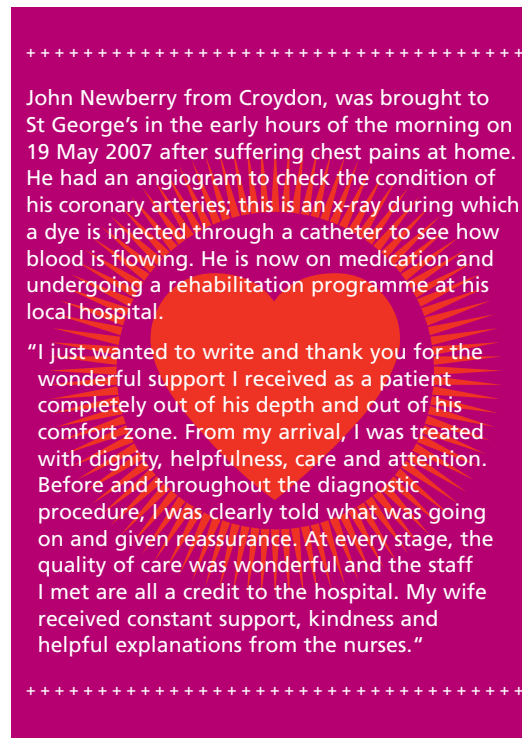 + + + + + + + + + + + + + + + + + + + + + + + + + + + + + + + + + + +
John Newberry from Croydon, was brought to
St George’s in the early hours of the morning on
19 May 2007 after suffering chest pains at home.
He had an angiogram to check the condition of
his coronary arteries; this is an x-ray during which
a dye is injected through a catheter to see how
blood is flowing. He is now on medication and
undergoing a rehabilitation programme at his
local hospital.
“I just wanted to write and thank you for the
wonderful support I received as a patient
completely out of his depth and out of his
comfort zone. From my arrival, I was treated
with dignity, helpfulness, care and attention.
Before and throughout the diagnostic
procedure, I was clearly told what was going
on and given reassurance. At every stage, the
quality of care was wonderful and the staff
I met are all a credit to the hospital. My wife
received constant support, kindness and
helpful explanations from the nurses.“
+ + + + + + + + + + + + + + + + + + + + + + + + + + + + + + + + + + +